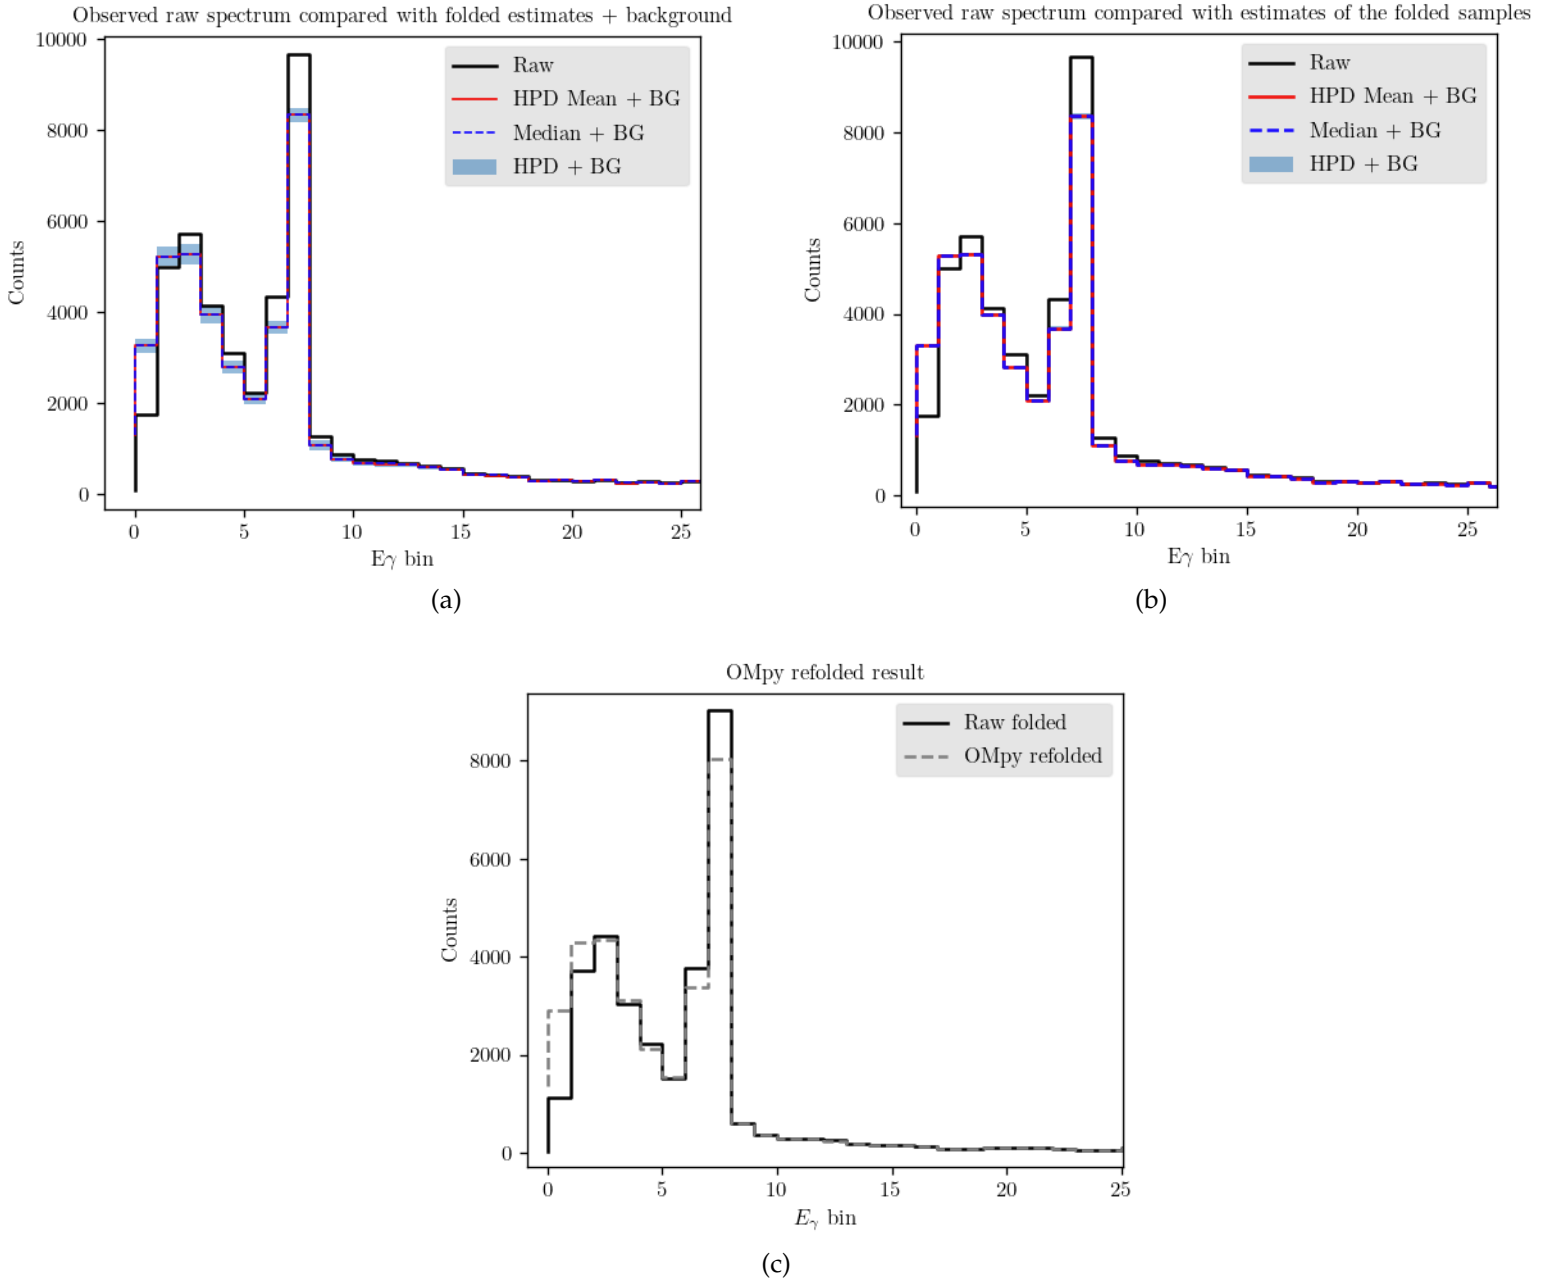 Observed raw spectrum compared with folded estimates + background
10000
8000
6000
4000
2000
0
Counts
Raw
HPD Mean + BG
Median + BG
HPD + BG
0 5 10 15 20 25
Eγ bin
(a)
Observed raw spectrum compared with estimates of the folded samples
10000
8000
6000
4000
2000
0
Counts
Raw
HPD Mean + BG
Median + BG
HPD + BG
0 5 10 15 20 25
Eγ bin
(b)
OMpy refolded result
8000
6000
4000
2000
0
Counts
Raw folded
OMpy refolded
0 5 10 15 20 25
Eγ bin
(c)